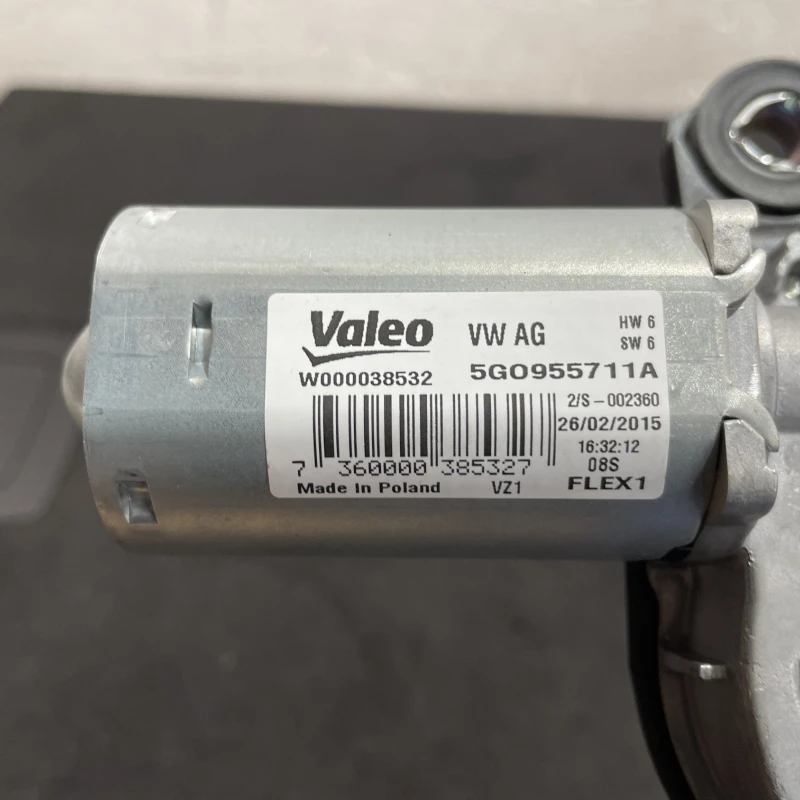 Valeo
VW AG
HW 6
SW 6
W000038532
5G0955711A
2/S-002360
26/02/2015
16:32:12
7 360000 385327
08S
Made In Poland
VZ1
FLEX1